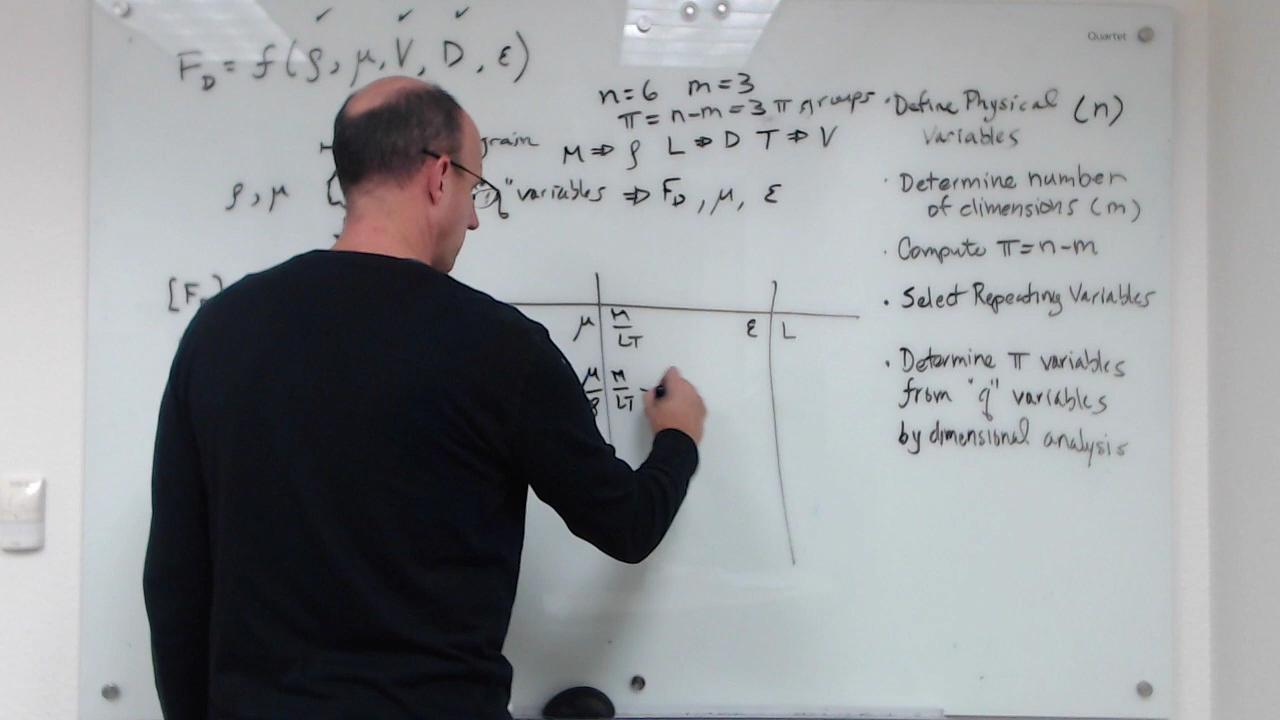 Quartet
F_D = f(ρ, μ, V, D, ε)
n=6 m=3
π = n-m = 3 π groups
M ⇒ ρ L ⇒ D T ⇒ V
ρ, μ
"q" variables ⇒ F_D, μ, ε
[F
μ M/LT
ε L
μ/ρ M/LT
• Define Physical (n)
Variables
• Determine number
of dimensions (m)
• Compute π = n-m
• Select Repeating Variables
• Determine π variables
from "q" variables
by dimensional analysis